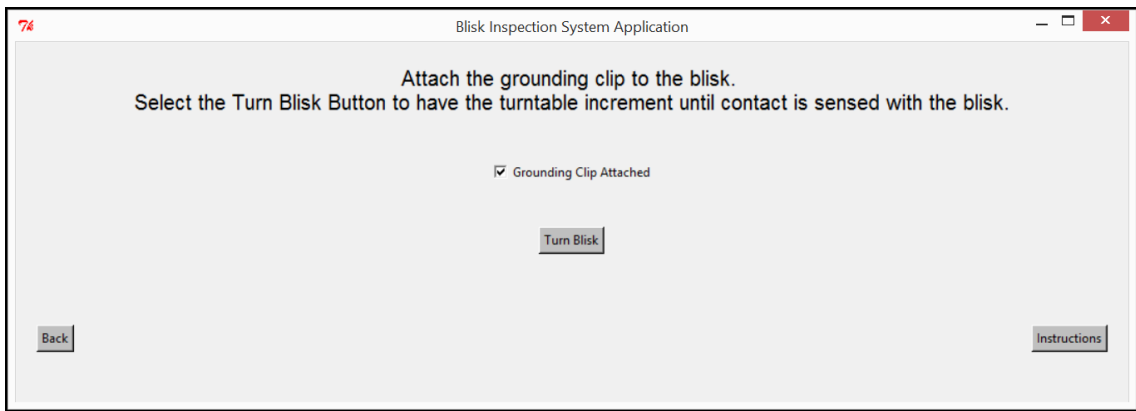 Blisk Inspection System Application
Attach the grounding clip to the blisk.
Select the Turn Blisk Button to have the turntable increment until contact is sensed with the blisk.
Grounding Clip Attached
Turn Blisk
Back
Instructions